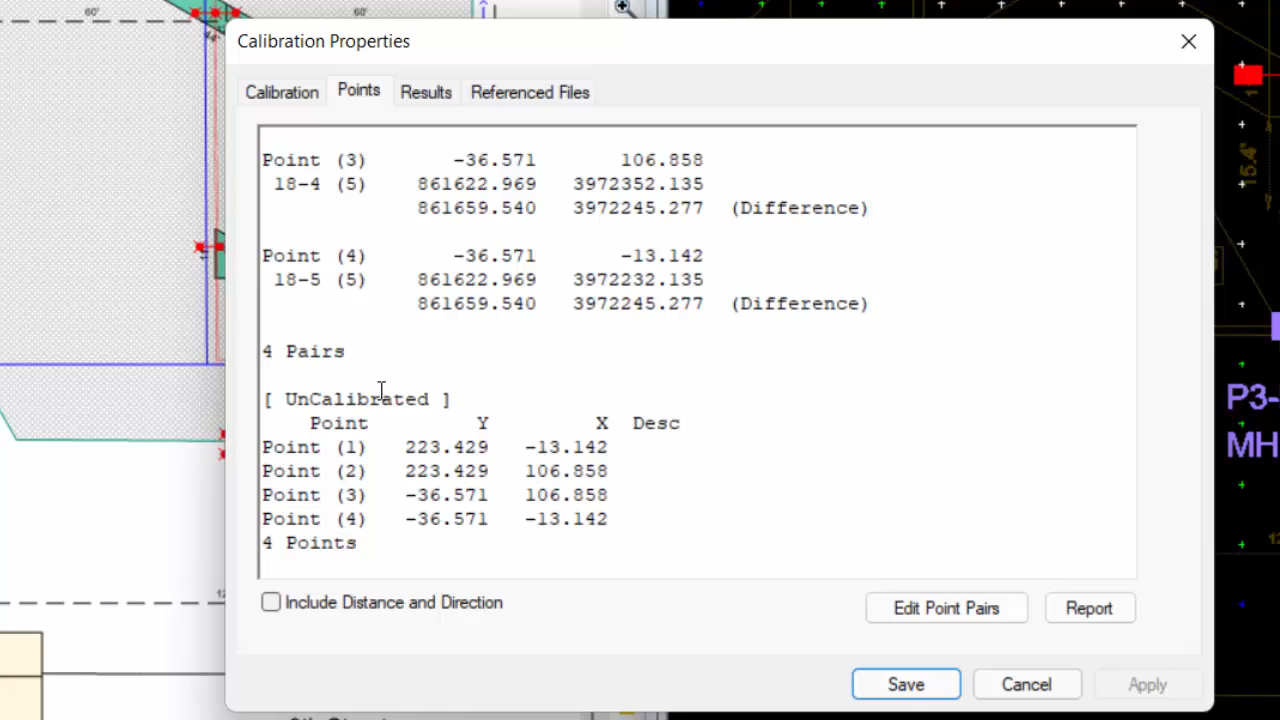 60'
60'
Calibration Properties
Calibration
Points
Results
Referenced Files
Point (3) -36.571 106.858
18-4 (5) 861622.969 3972352.135
861659.540 3972245.277 (Difference)
Point (4) -36.571 -13.142
18-5 (5) 861622.969 3972232.135
861659.540 3972245.277 (Difference)
4 Pairs
[ UnCalibrated ]
Point Y X Desc
Point (1) 223.429 -13.142
Point (2) 223.429 106.858
Point (3) -36.571 106.858
Point (4) -36.571 -13.142
4 Points
Include Distance and Direction
Edit Point Pairs
Report
Save
Cancel
Apply
15.4'
P3-
MH